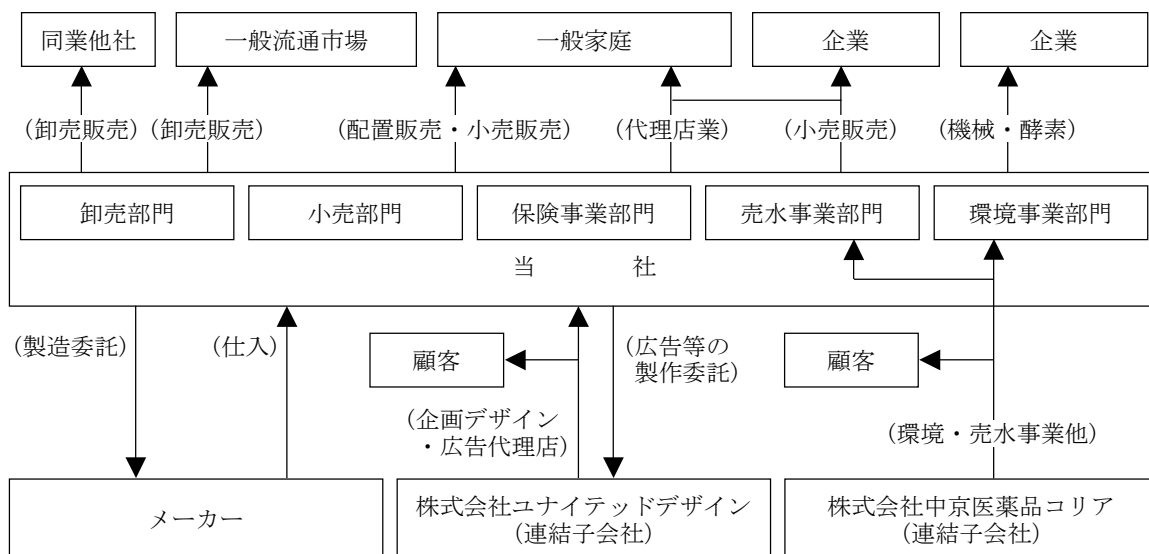 同業他社
一般流通市場
一般家庭
企業
企業
(卸売販売)
(卸売販売)
(配置販売・小売販売)
(代理店業)
(小売販売)
(機械・酵素)
卸売部門
小売部門
保険事業部門
売水事業部門
環境事業部門
当　　　社
(製造委託)
(仕入)
顧客
(広告等の
製作委託)
顧客
(企画デザイン
・広告代理店)
(環境・売水事業他)
メーカー
株式会社ユナイテッドデザイン
(連結子会社)
株式会社中京医薬品コリア
(連結子会社)